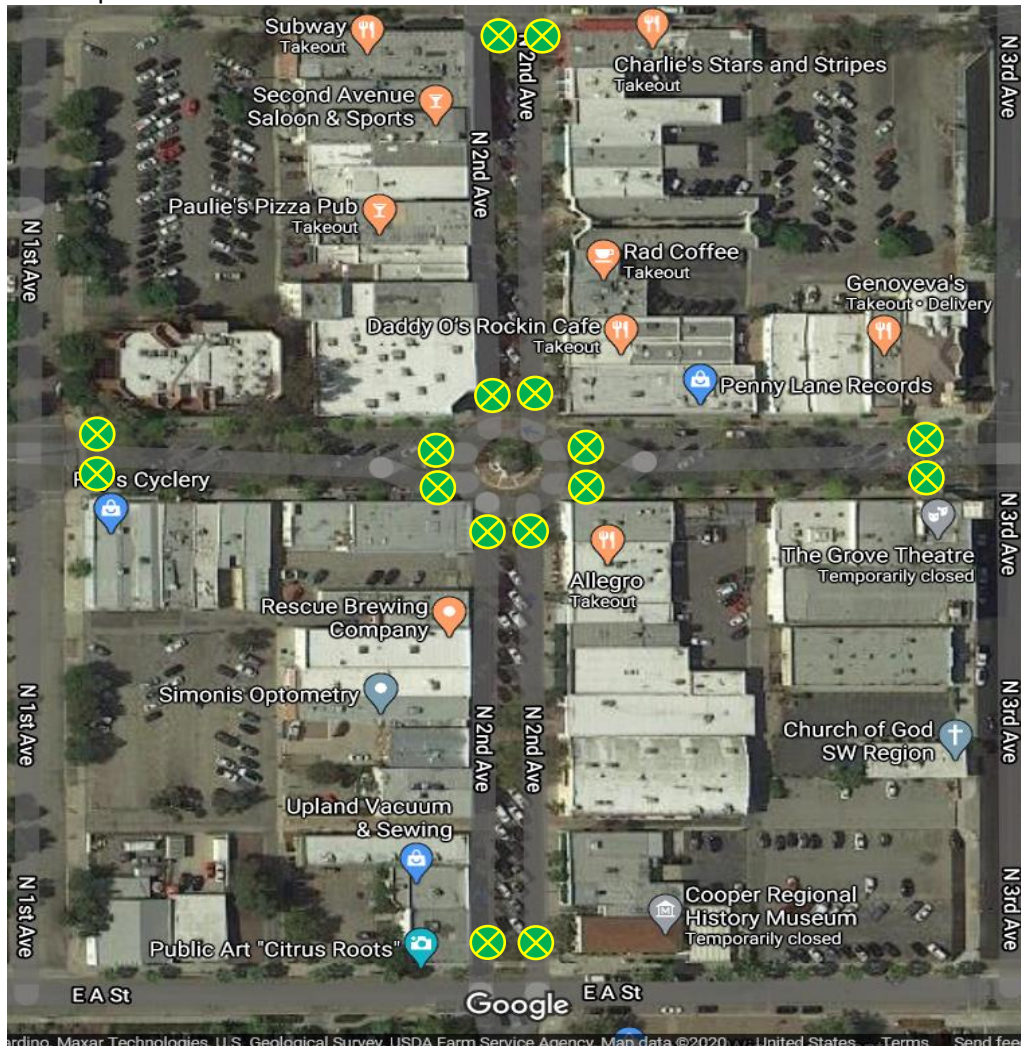 Subway
Takeout
N 2nd Ave
Charlie's Stars and Stripes
Takeout
N 3rd Ave
Second Avenue
Saloon & Sports
N 2nd Ave
Paulie's Pizza Pub
Takeout
N 1st Ave
Rad Coffee
Takeout
Genoveva's
Takeout • Delivery
Daddy O's Rockin Cafe
Takeout
Penny Lane Records
Cyclery
N 3rd Ave
The Grove Theatre
Temporarily closed
Allegro
Takeout
Rescue Brewing
Company
Simonis Optometry
N 1st Ave
N 2nd Ave
N 2nd Ave
N 3rd Ave
Church of God
SW Region
Upland Vacuum
& Sewing
N 1st Ave
N 3rd Ave
Cooper Regional
History Museum
Temporarily closed
Public Art "Citrus Roots"
E A St
Google
E A St
ardino, Maxar Technologies, U.S. Geological Survey, USDA Farm Service Agency, Map data ©2020 United States Terms Send fee